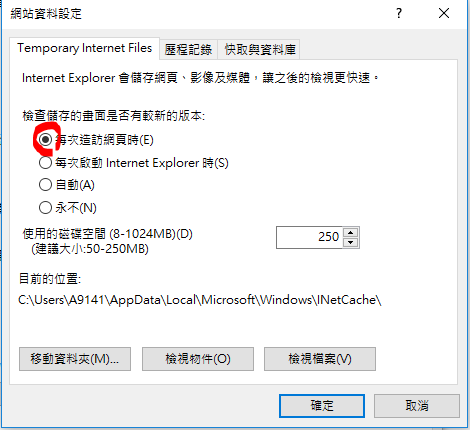 網站資料設定
Temporary Internet Files 歷程記錄 快取與資料庫
Internet Explorer 會儲存網頁、影像及媒體，讓之後的檢視更快速。
檢查儲存的畫面是否有較新的版本:
每次造訪網頁時(E)
每次啟動 Internet Explorer 時(S)
自動(A)
永不(N)
使用的磁碟空間 (8-1024MB)(D) 250
(建議大小:50-250MB)
目前的位置:
C:\Users\A9141\AppData\Local\Microsoft\Windows\INetCache\
移動資料夾(M)... 檢視物件(O) 檢視檔案(V)
確定 取消